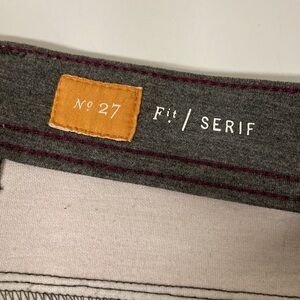 No 27
Fit / SERIF